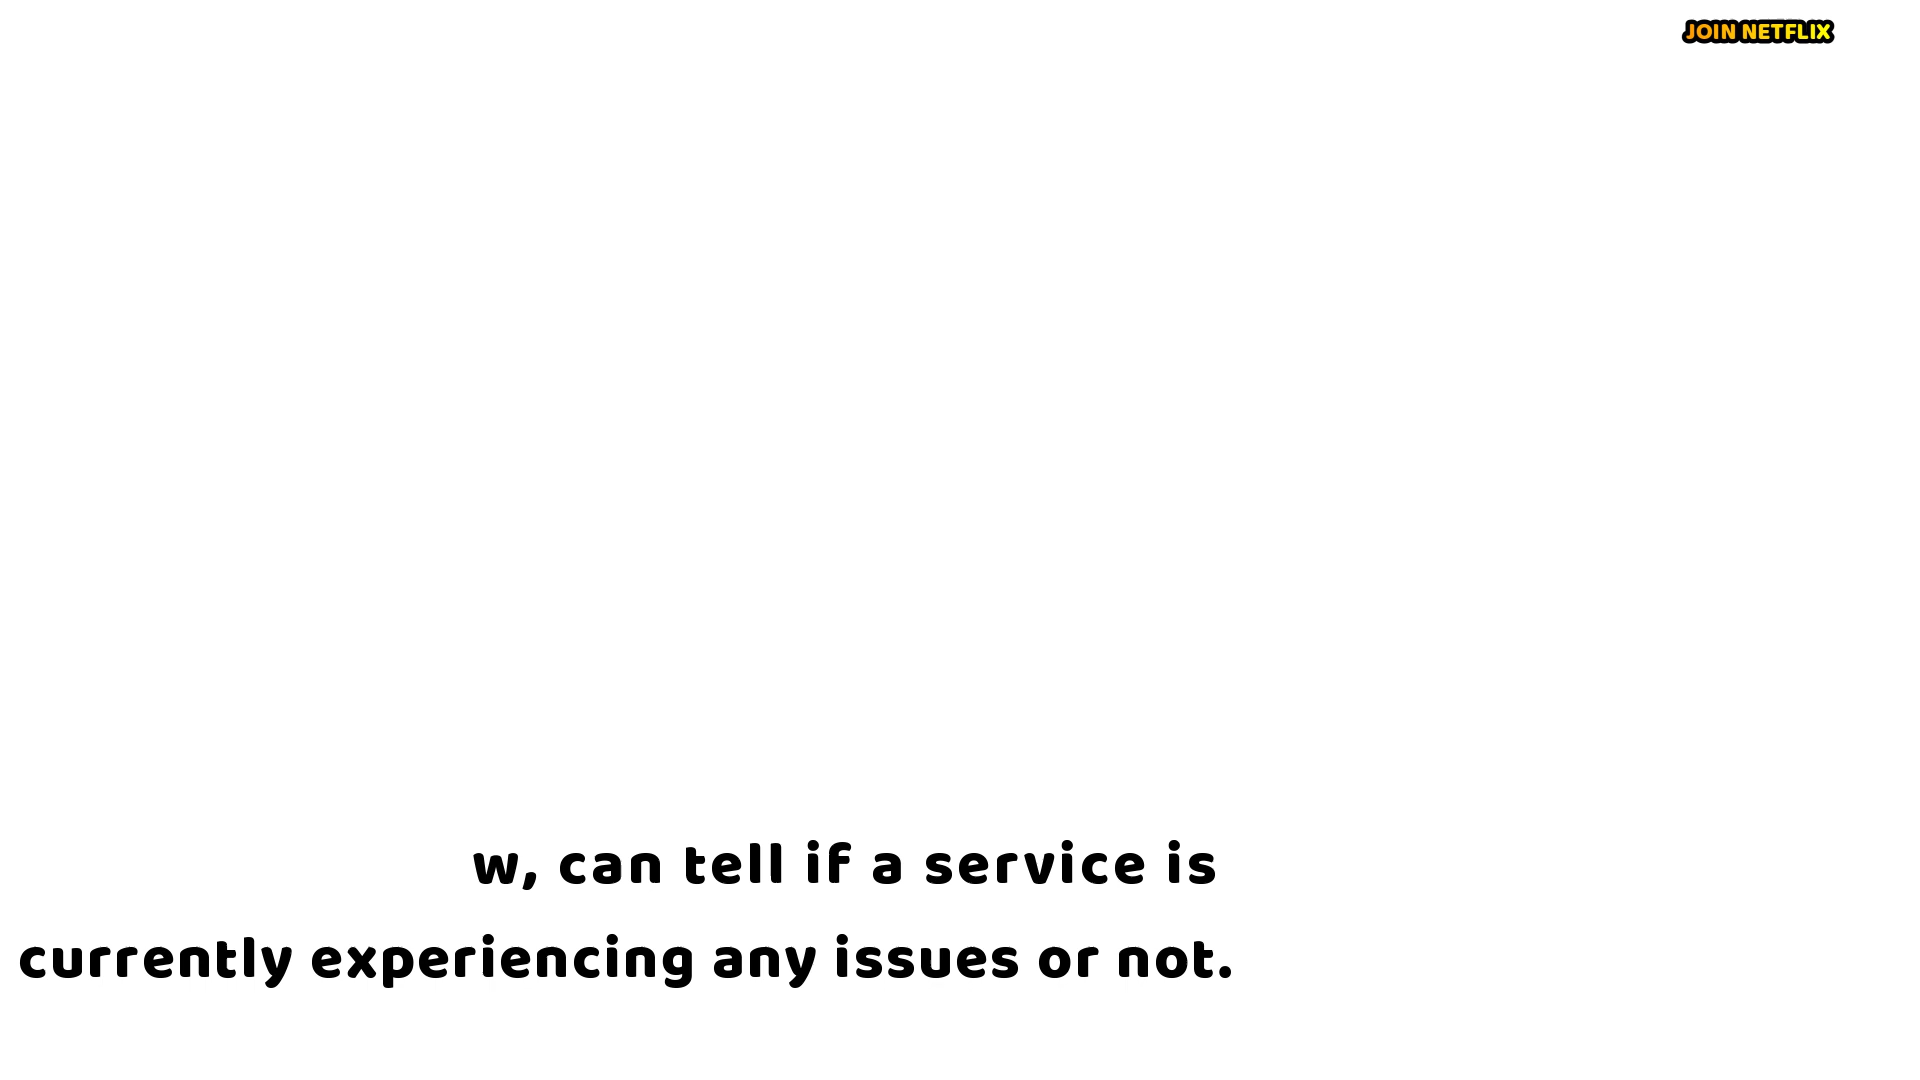 JOIN NETFLIX
w, can tell if a service is
currently experiencing any issues or not.